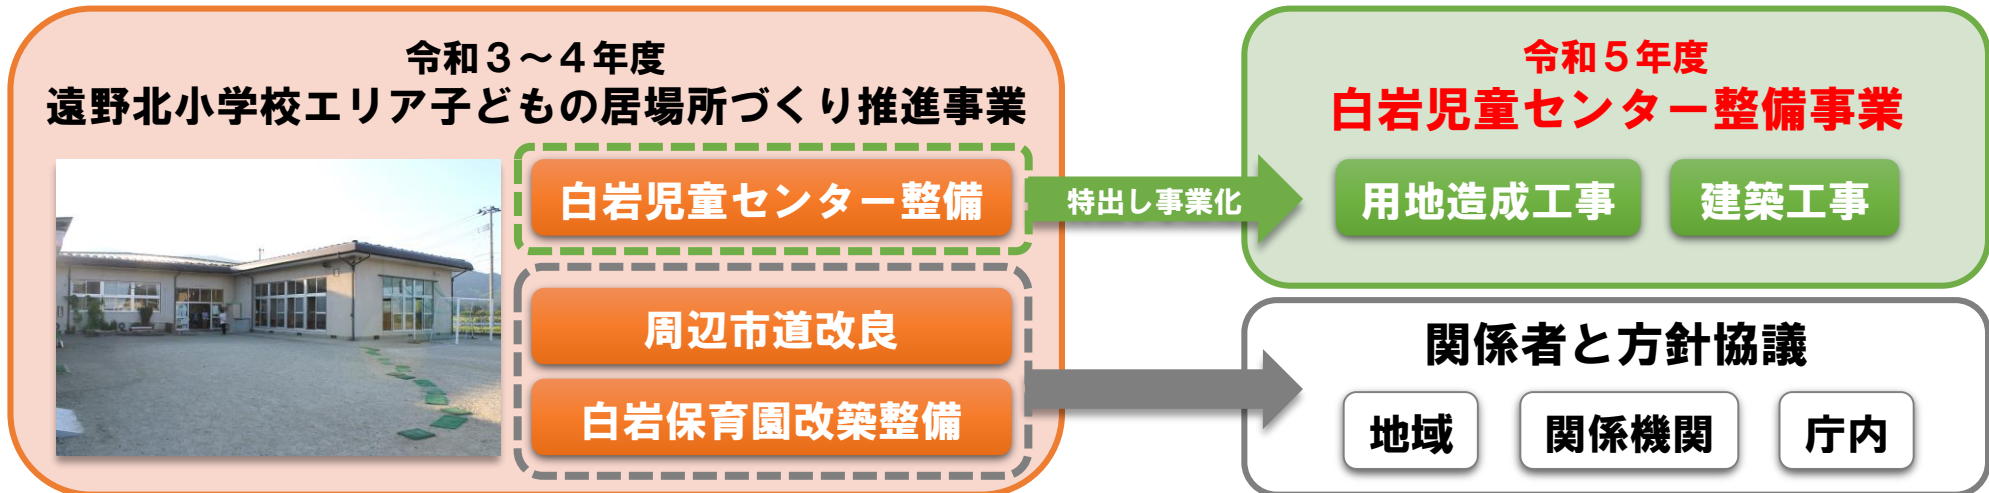 令和３～４年度
遠野北小学校エリア子どもの居場所づくり推進事業
白岩児童センター整備
周辺市道改良
白岩保育園改築整備
特出し事業化
令和５年度
白岩児童センター整備事業
用地造成工事
建築工事
関係者と方針協議
地域
関係機関
庁内